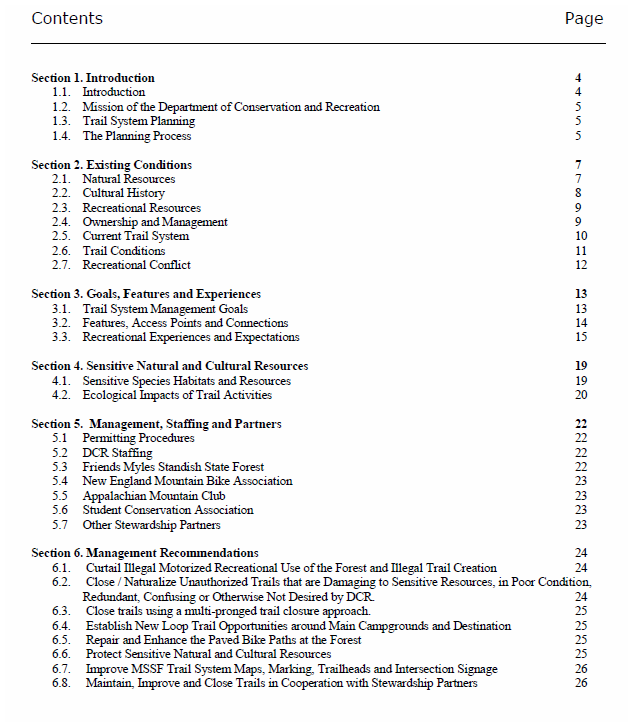 Contents Page
Section 1. Introduction 4
1.1. Introduction 4
1.2. Mission of the Department of Conservation and Recreation 5
1.3. Trail System Planning 5
1.4. The Planning Process 5
Section 2. Existing Conditions 7
2.1. Natural Resources 7
2.2. Cultural History 8
2.3. Recreational Resources 9
2.4. Ownership and Management 9
2.5. Current Trail System 10
2.6. Trail Conditions 11
2.7. Recreational Conflict 12
Section 3. Goals, Features and Experiences 13
3.1. Trail System Management Goals 13
3.2. Features, Access Points and Connections 14
3.3. Recreational Experiences and Expectations 15
Section 4. Sensitive Natural and Cultural Resources 19
4.1. Sensitive Species Habitats and Resources 19
4.2. Ecological Impacts of Trail Activities 20
Section 5. Management, Staffing and Partners 22
5.1 Permitting Procedures 22
5.2 DCR Staffing 22
5.3 Friends Myles Standish State Forest 22
5.4 New England Mountain Bike Association 23
5.5 Appalachian Mountain Club 23
5.6 Student Conservation Association 23
5.7 Other Stewardship Partners 23
Section 6. Management Recommendations 24
6.1. Curtail Illegal Motorized Recreational Use of the Forest and Illegal Trail Creation 24
6.2. Close / Naturalize Unauthorized Trails that are Damaging to Sensitive Resources, in Poor Condition,
Redundant, Confusing or Otherwise Not Desired by DCR. 24
6.3. Close trails using a multi-pronged trail closure approach. 25
6.4. Establish New Loop Trail Opportunities around Main Campgrounds and Destination 25
6.5. Repair and Enhance the Paved Bike Paths at the Forest 25
6.6. Protect Sensitive Natural and Cultural Resources 25
6.7. Improve MSSF Trail System Maps, Marking, Trailheads and Intersection Signage 26
6.8. Maintain, Improve and Close Trails in Cooperation with Stewardship Partners 26